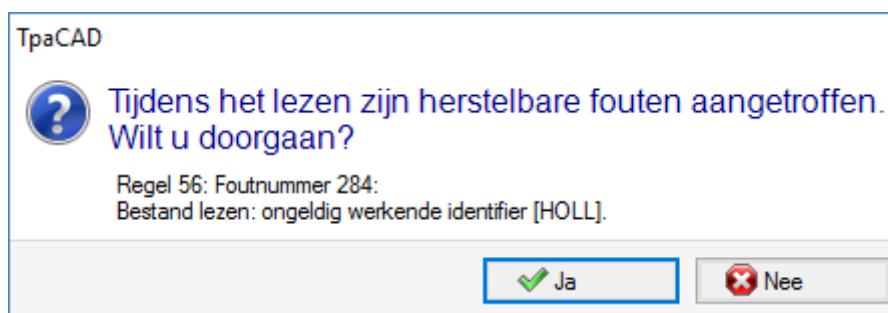 TpaCAD
Tijdens het lezen zijn herstelbare fouten aangetroffen.
Wilt u doorgaan?
Regel 56: Foutnummer 284:
Bestand lezen: ongeldig werkende identifier [HOLL].
Ja
Nee